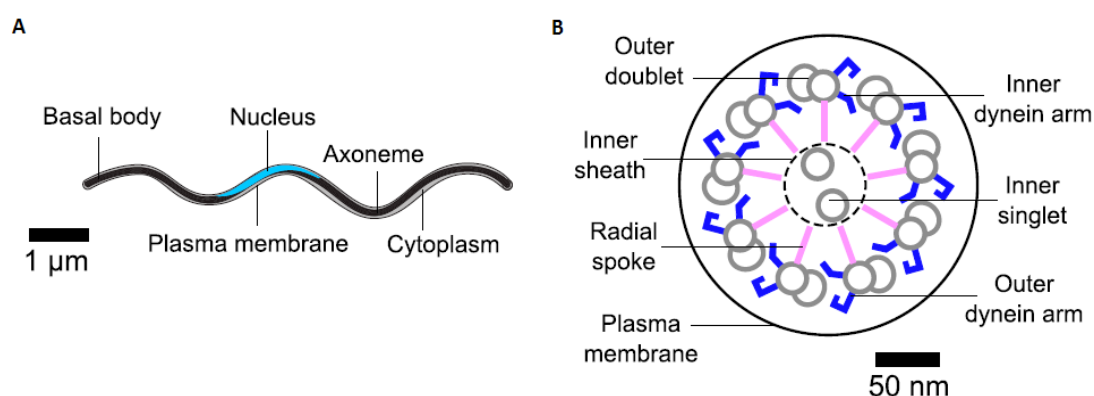 A
Basal body
Nucleus
Axoneme
Plasma membrane
Cytoplasm
1 µm
B
Outer
doublet
Inner
dynein arm
Inner
sheath
Inner
singlet
Radial
spoke
Outer
dynein arm
Plasma
membrane
50 nm